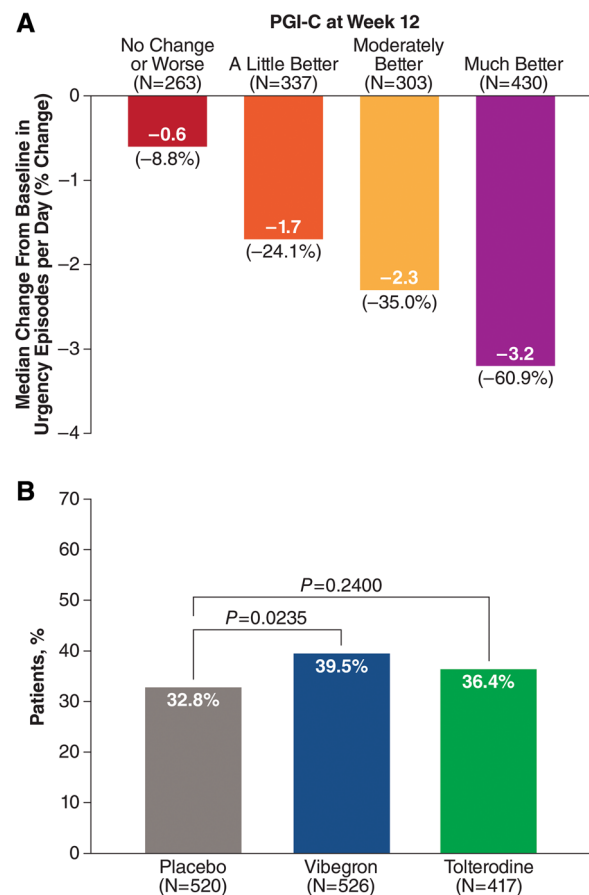 A
PGI-C at Week 12
No Change
or Worse
(N=263)
A Little Better
(N=337)
Moderately
Better
(N=303)
Much Better
(N=430)
Median Change From Baseline in
Urgency Episodes per Day (% Change)
0
−1
−2
−3
−4
−0.6
(−8.8%)
−1.7
(−24.1%)
−2.3
(−35.0%)
−3.2
(−60.9%)
B
Patients, %
70
60
50
40
30
20
10
0
P=0.2400
P=0.0235
32.8%
39.5%
36.4%
Placebo
(N=520)
Vibegron
(N=526)
Tolterodine
(N=417)